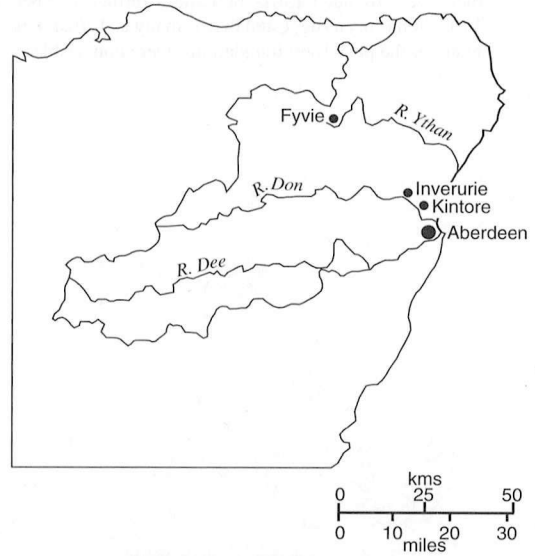 R. Ythan
Fyvie
R. Don
Inverurie
Kintore
Aberdeen
R. Dee
kms
0 25 50
0 10 20 30
miles